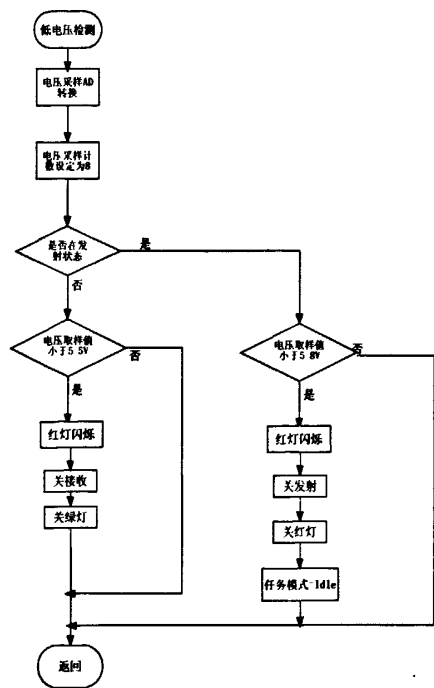 低电压检测
电压采样AD
转换
电压采样计
数设定为8
是否在发
射状态
是
否
电压取样值
小于5 5V
否
是
红灯闪烁
关接收
关绿灯
电压取样值
小于5 8V
否
是
红灯闪烁
关发射
关红灯
任务模式-Idle
返回